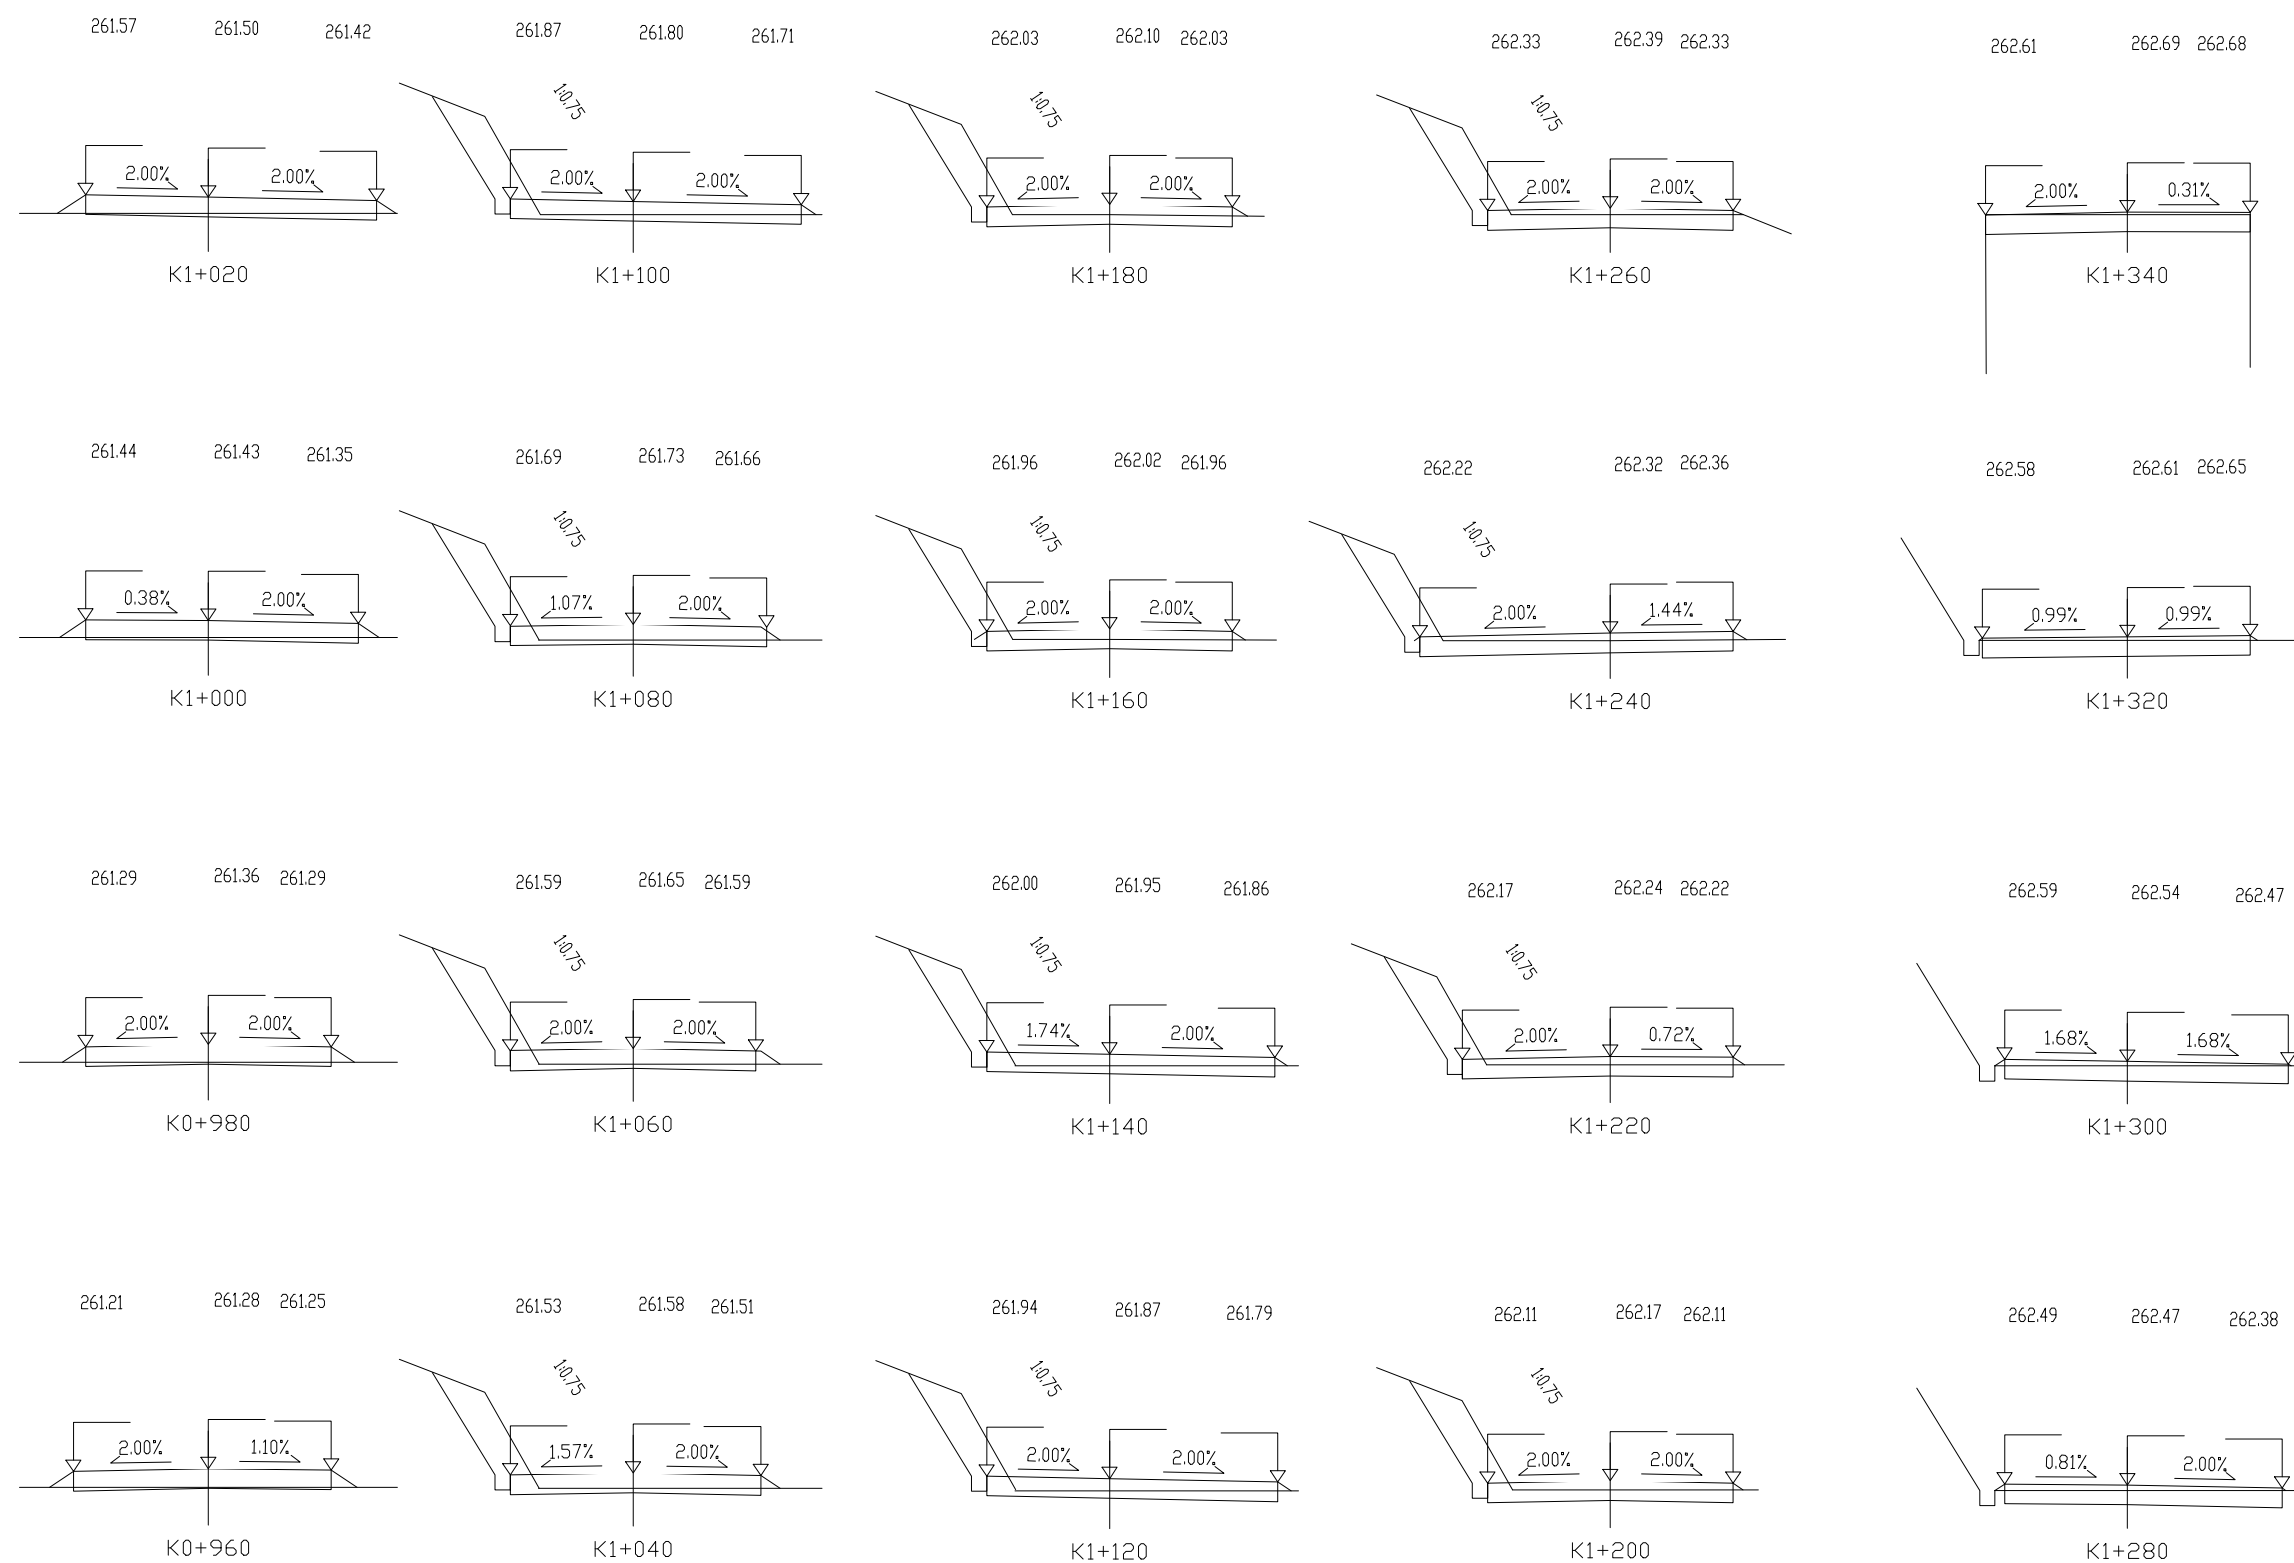 261.57 261.50 261.42
2.00% 2.00%
K1+020
261.87 261.80 261.71
1:0.75
2.00% 2.00%
K1+100
262.03 262.10 262.03
1:0.75
2.00% 2.00%
K1+180
262.33 262.39 262.33
1:0.75
2.00% 2.00%
K1+260
262.61 262.69 262.68
2.00% 0.31%
K1+340
261.44 261.43 261.35
0.38% 2.00%
K1+000
261.69 261.73 261.66
1:0.75
1.07% 2.00%
K1+080
261.96 262.02 261.96
1:0.75
2.00% 2.00%
K1+160
262.22 262.32 262.36
1:0.75
2.00% 1.44%
K1+240
262.58 262.61 262.65
0.99% 0.99%
K1+320
261.29 261.36 261.29
2.00% 2.00%
K0+980
261.59 261.65 261.59
1:0.75
2.00% 2.00%
K1+060
262.00 261.95 261.86
1:0.75
1.74% 2.00%
K1+140
262.17 262.24 262.22
1:0.75
2.00% 0.72%
K1+220
262.59 262.54 262.47
1.68% 1.68%
K1+300
261.21 261.28 261.25
2.00% 1.10%
K0+960
261.53 261.58 261.51
1:0.75
1.57% 2.00%
K1+040
261.94 261.87 261.79
1:0.75
2.00% 2.00%
K1+120
262.11 262.17 262.11
1:0.75
2.00% 2.00%
K1+200
262.49 262.47 262.38
0.81% 2.00%
K1+280